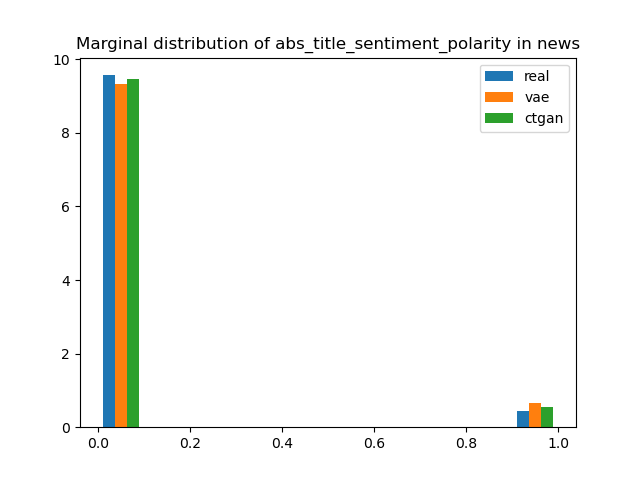 Marginal distribution of abs_title_sentiment_polarity in news
real
vae
ctgan
10
8
6
4
2
0
0.0 0.2 0.4 0.6 0.8 1.0